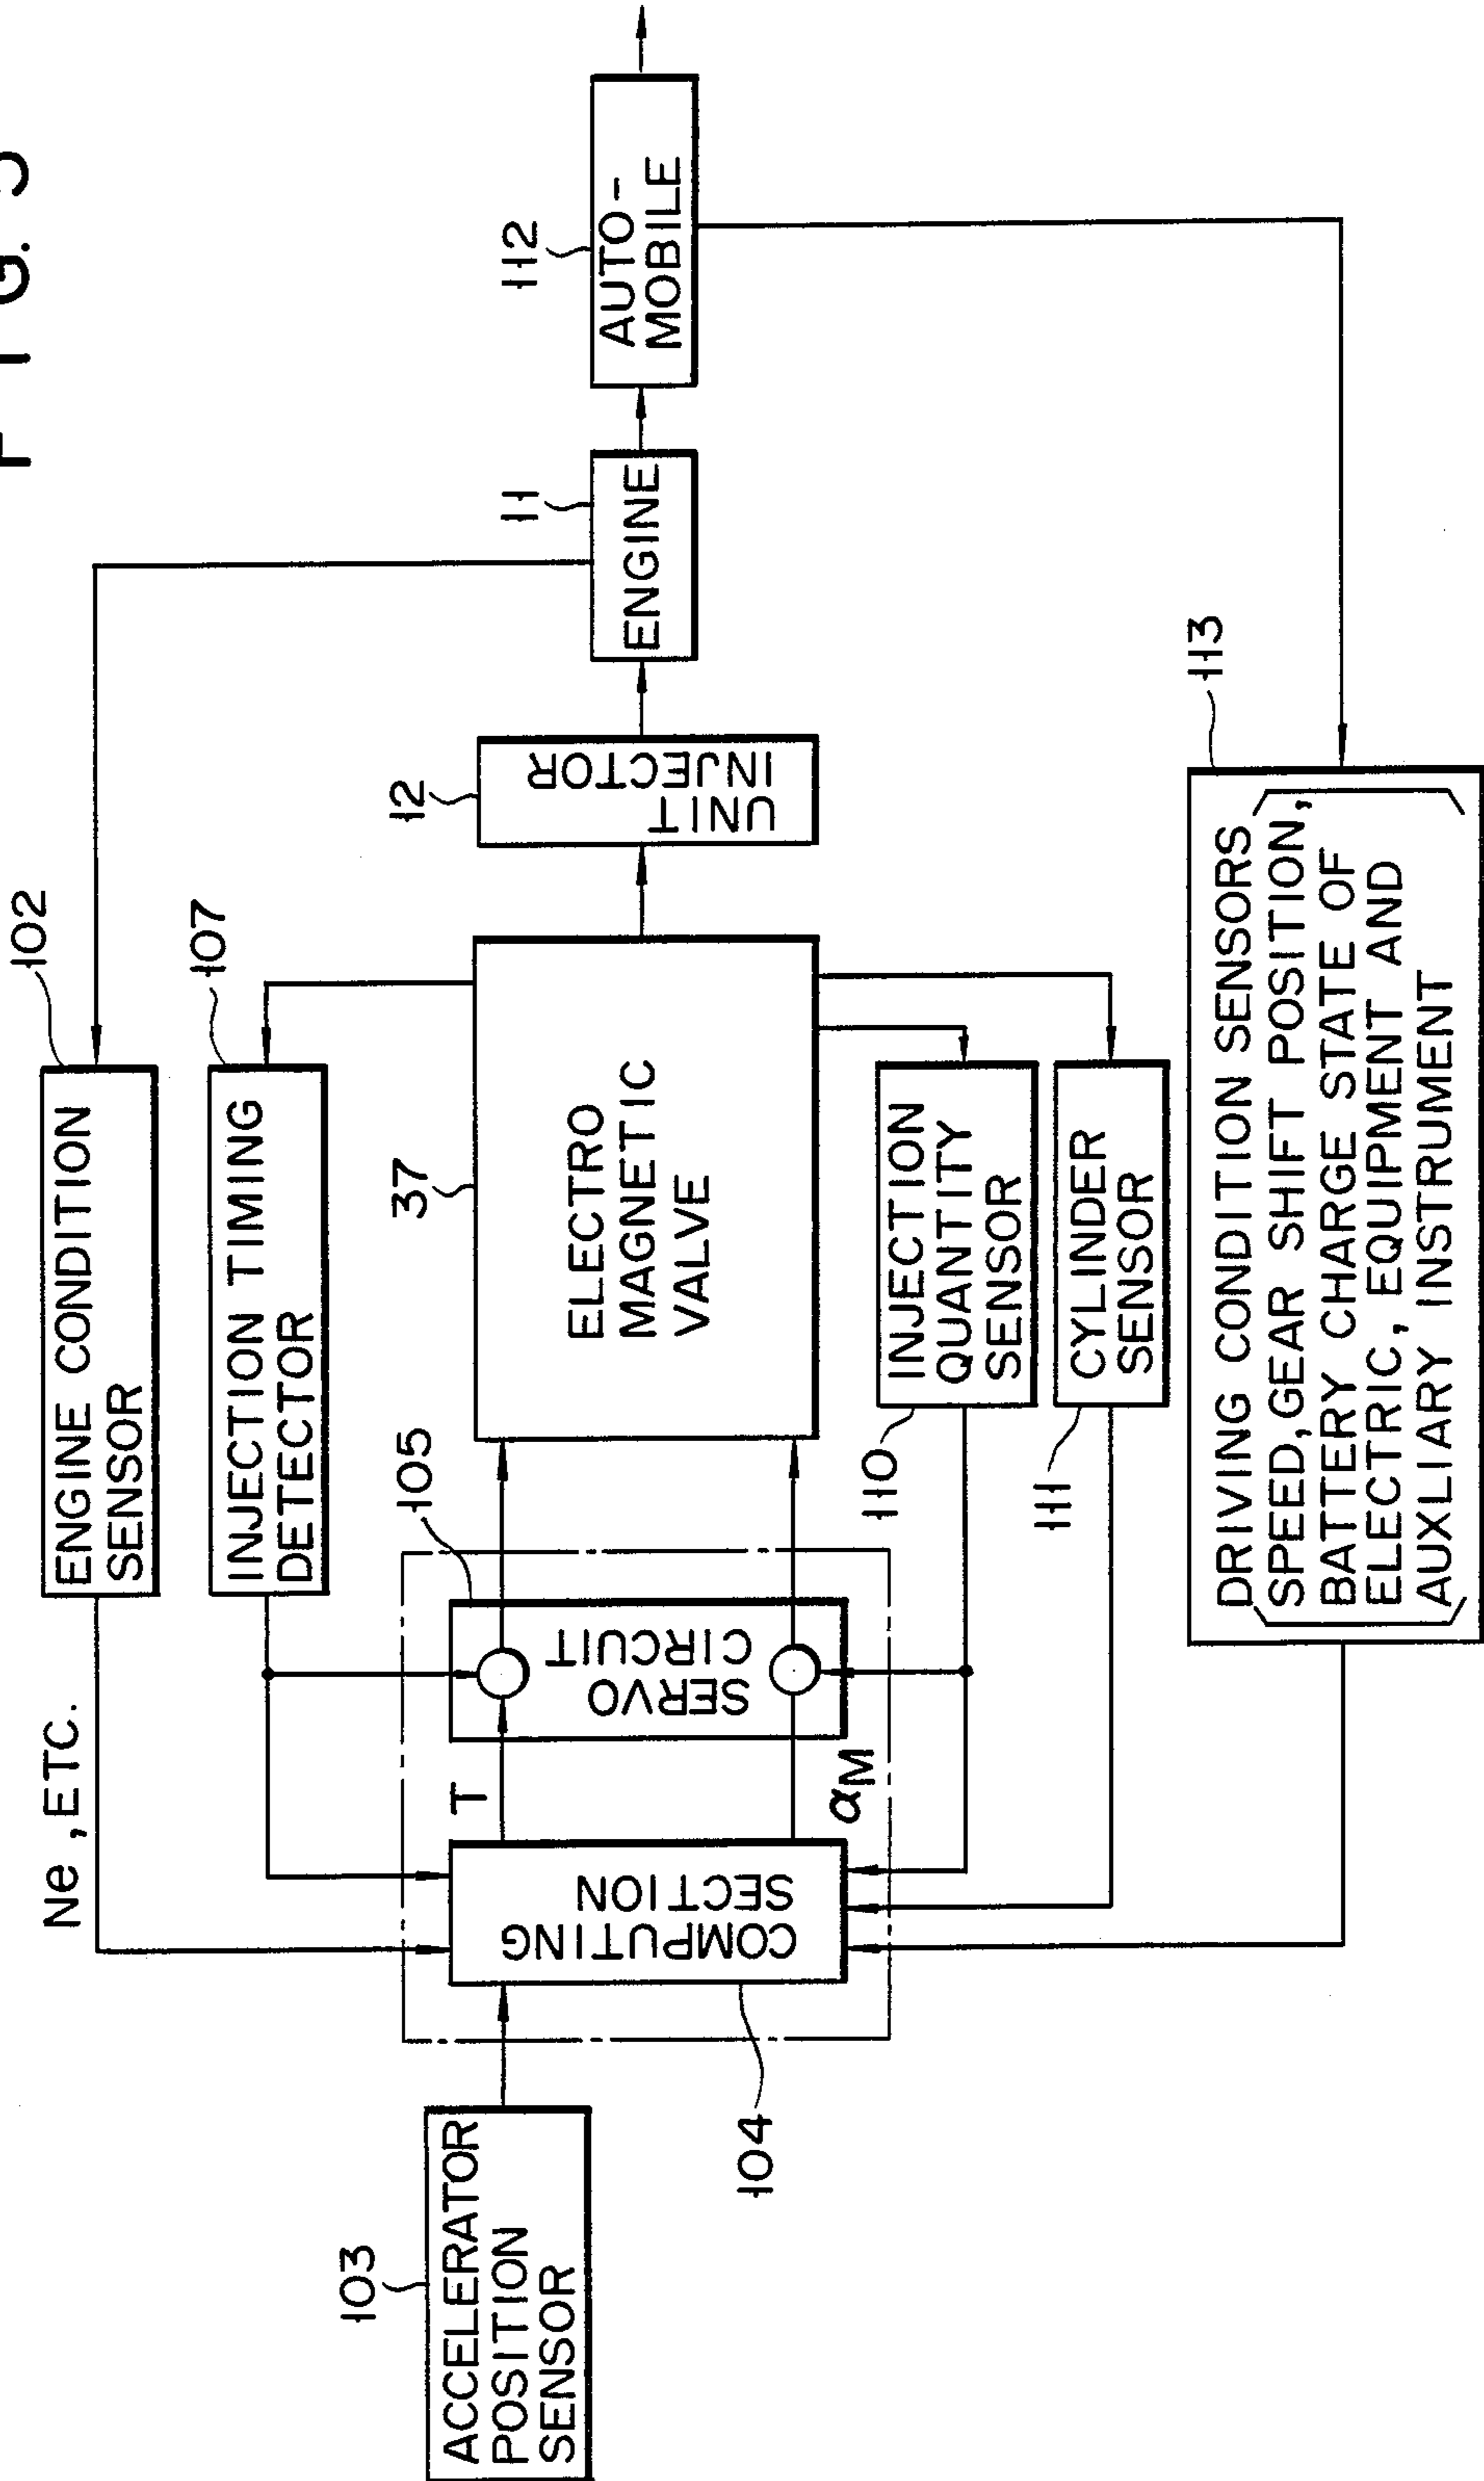 FIG. 5
102
ENGINE CONDITION
SENSOR
Ne, ETC.
107
INJECTION TIMING
DETECTOR
103
ACCELERATOR
POSITION
SENSOR
104
COMPUTING
SECTION
T
αM
105
SERVO
CIRCUIT
37
ELECTRO
MAGNETIC
VALVE
12
UNIT
INJECTOR
11
ENGINE
112
AUTO-
MOBILE
110
INJECTION
QUANTITY
SENSOR
111
CYLINDER
SENSOR
113
DRIVING CONDITION SENSORS
SPEED, GEAR SHIFT POSITION,
BATTERY CHARGE STATE OF
ELECTRIC, EQUIPMENT AND
AUXLIARY INSTRUMENT